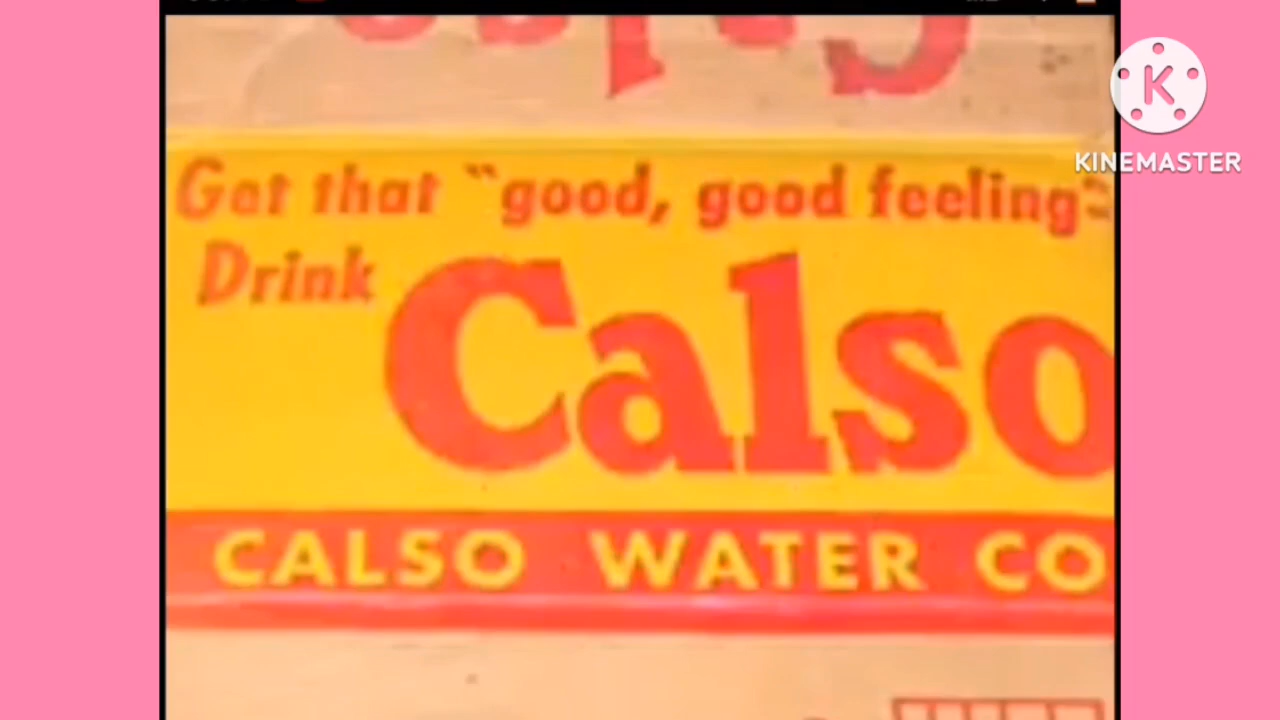 Get that "good, good feeling"
Drink Calso
CALSO WATER CO
K
KINEMASTER